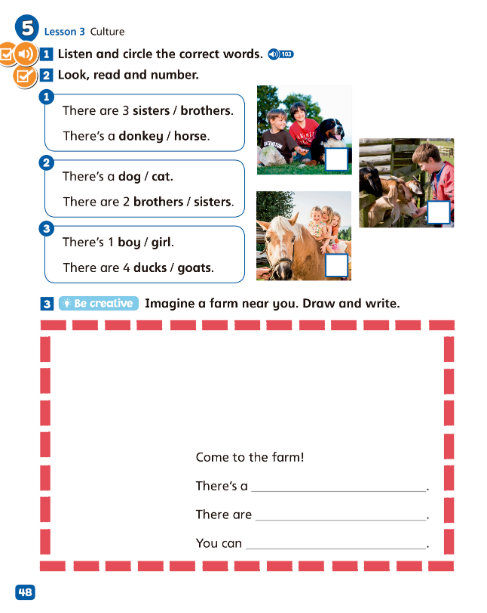 5 Lesson 3 Culture
1 Listen and circle the correct words. 103
2 Look, read and number.
1
There are 3 sisters / brothers.
There's a donkey / horse.
2
There's a dog / cat.
There are 2 brothers / sisters.
3
There's 1 boy / girl.
There are 4 ducks / goats.
3 Be creative Imagine a farm near you. Draw and write.
Come to the farm!
There's a ______________________.
There are ______________________.
You can ______________________.
48